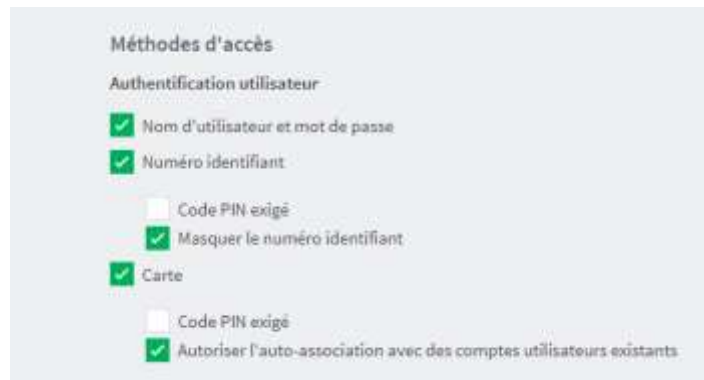 Méthodes d'accès
Authentification utilisateur
Nom d'utilisateur et mot de passe
Numéro identifiant
Code PIN exigé
Masquer le numéro identifiant
Carte
Code PIN exigé
Autoriser l'auto-association avec des comptes utilisateurs existants